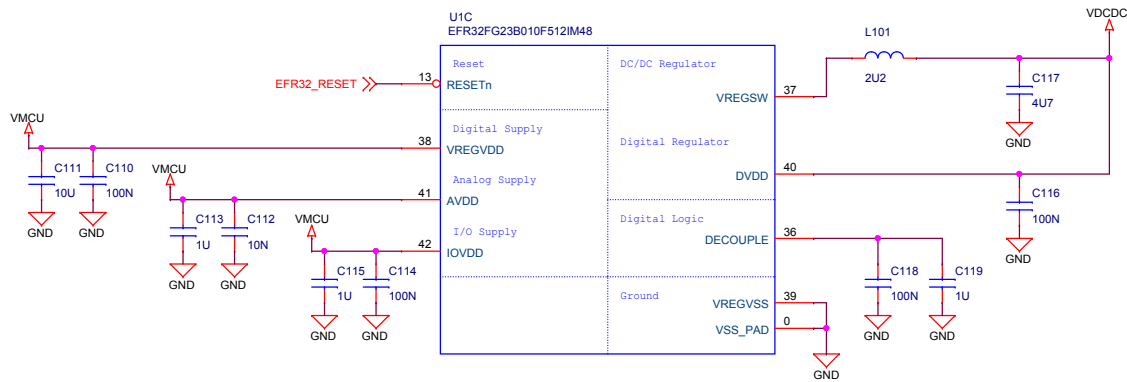 U1C
EFR32FG23B010F512IM48
VDCDC
L101
2U2
Reset
DC/DC Regulator
EFR32_RESET
13
RESETn
37
VREGSW
C117
4U7
GND
VMCU
Digital Supply
38
VREGVDD
Digital Regulator
C111
10U
C110
100N
GND
GND
VMCU
Analog Supply
41
AVDD
40
DVDD
C116
100N
GND
C113
1U
C112
10N
GND
GND
VMCU
I/O Supply
42
IOVDD
Digital Logic
36
DECOUPLE
C115
1U
C114
100N
GND
GND
C118
100N
C119
1U
GND
GND
Ground
39
VREGVSS
0
VSS_PAD
GND